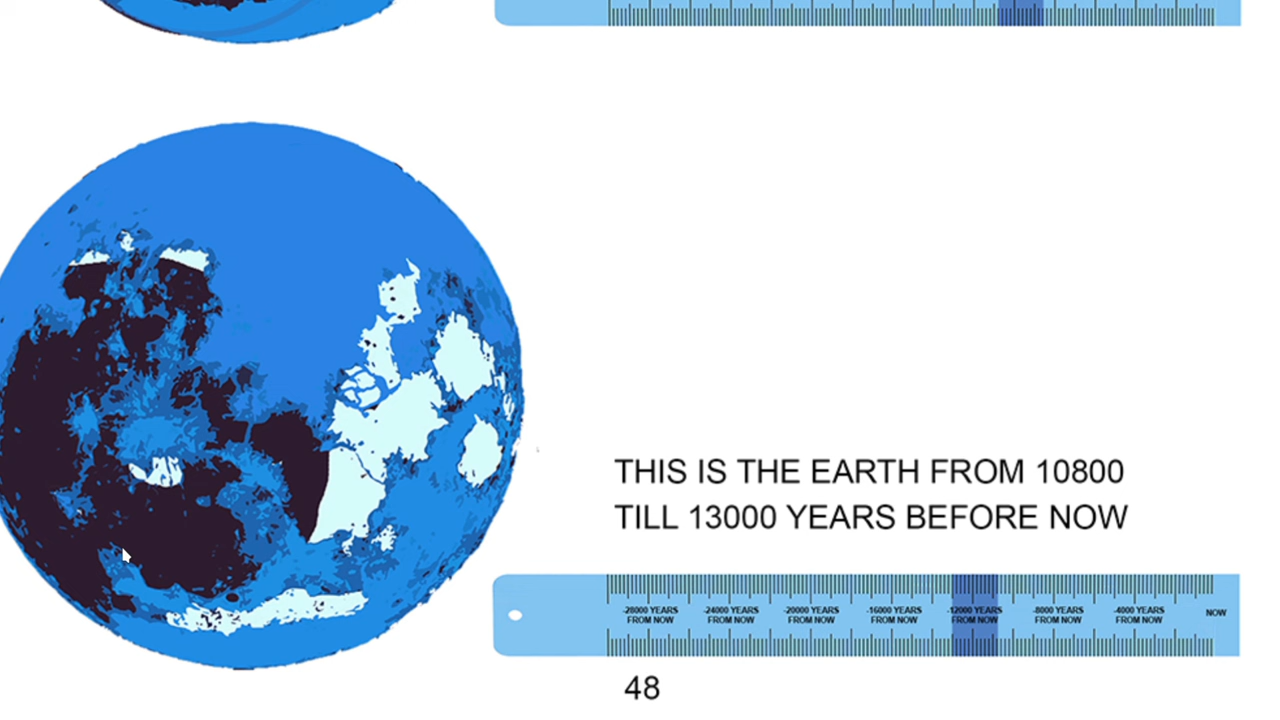 THIS IS THE EARTH FROM 10800
TILL 13000 YEARS BEFORE NOW
-28000 YEARS FROM NOW
-24000 YEARS FROM NOW
-20000 YEARS FROM NOW
-16000 YEARS FROM NOW
-12000 YEARS FROM NOW
-8000 YEARS FROM NOW
-4000 YEARS FROM NOW
NOW
48